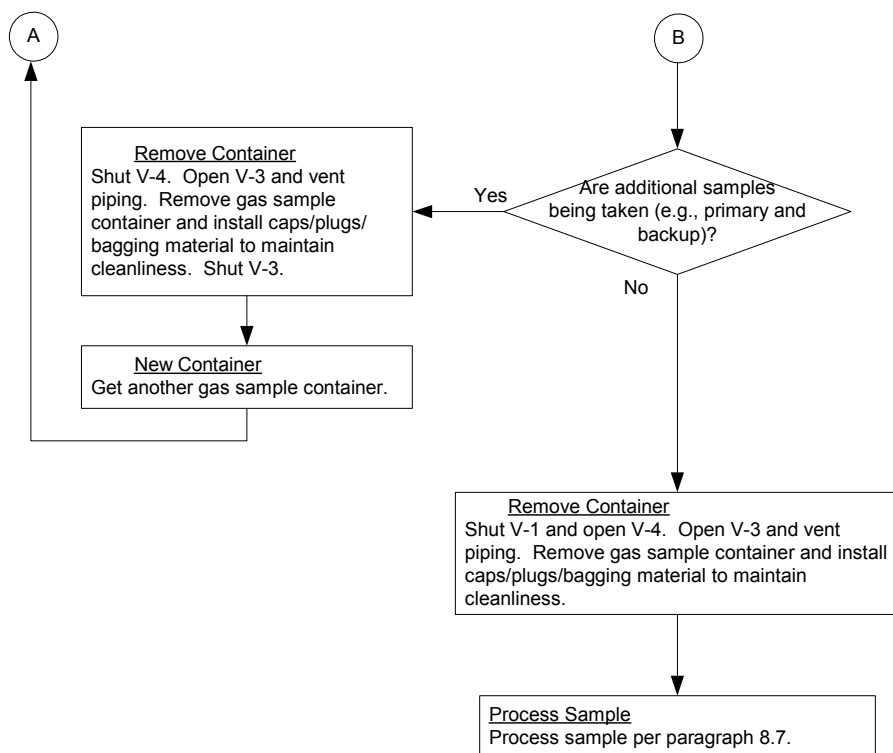 A
B
Are additional samples
being taken (e.g., primary and
backup)?
Yes
Remove Container
Shut V-4.  Open V-3 and vent
piping.  Remove gas sample
container and install caps/plugs/
bagging material to maintain
cleanliness.  Shut V-3.
New Container
Get another gas sample container.
No
Remove Container
Shut V-1 and open V-4.  Open V-3 and vent
piping.  Remove gas sample container and install
caps/plugs/bagging material to maintain
cleanliness.
Process Sample
Process sample per paragraph 8.7.